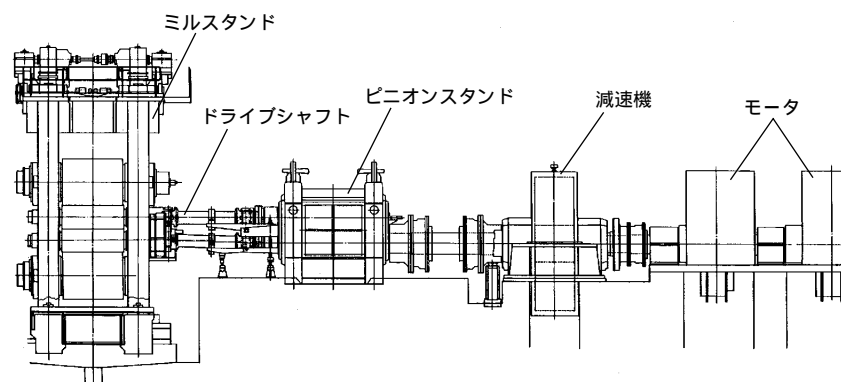 ミルスタンド
ドライブシャフト
ピニオンスタンド
減速機
モータ